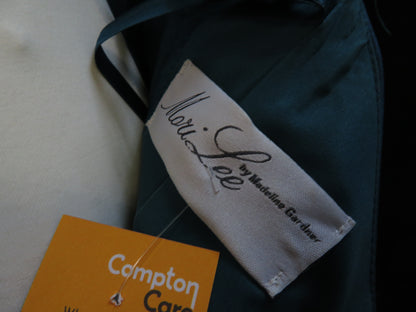 Mori Lee
by Madeline Gardner
Compton
Care